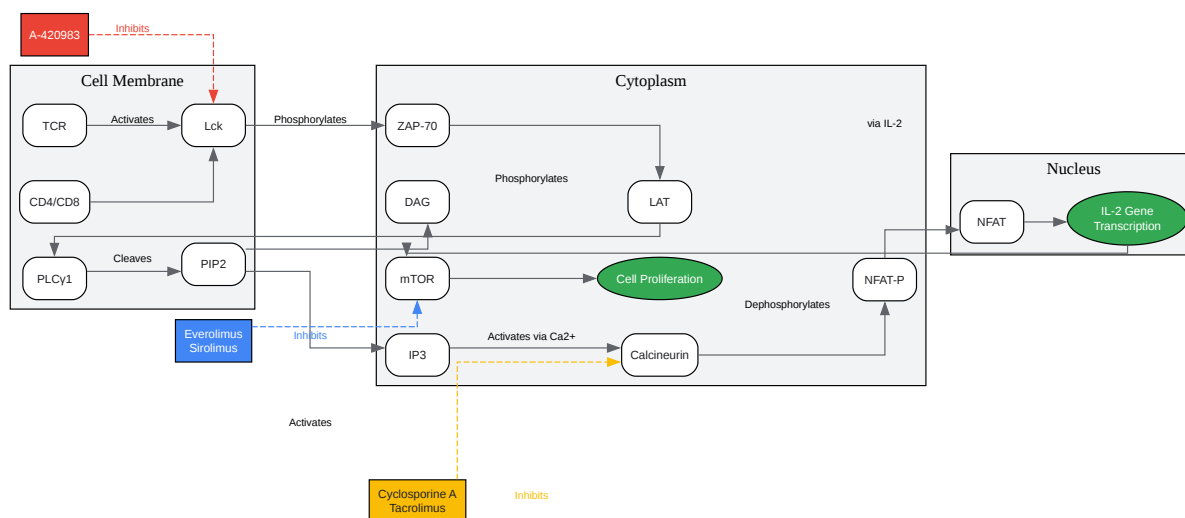 A-420983
Inhibits
Cell Membrane
Cytoplasm
TCR
Activates
Lck
Phosphorylates
ZAP-70
via IL-2
Nucleus
CD4/CD8
DAG
Phosphorylates
LAT
NFAT
IL-2 Gene
Transcription
PLCγ1
Cleaves
PIP2
mTOR
Cell Proliferation
NFAT-P
Everolimus
Sirolimus
Inhibits
Dephosphorylates
IP3
Activates via Ca2+
Calcineurin
Activates
Cyclosporine A
Tacrolimus
Inhibits